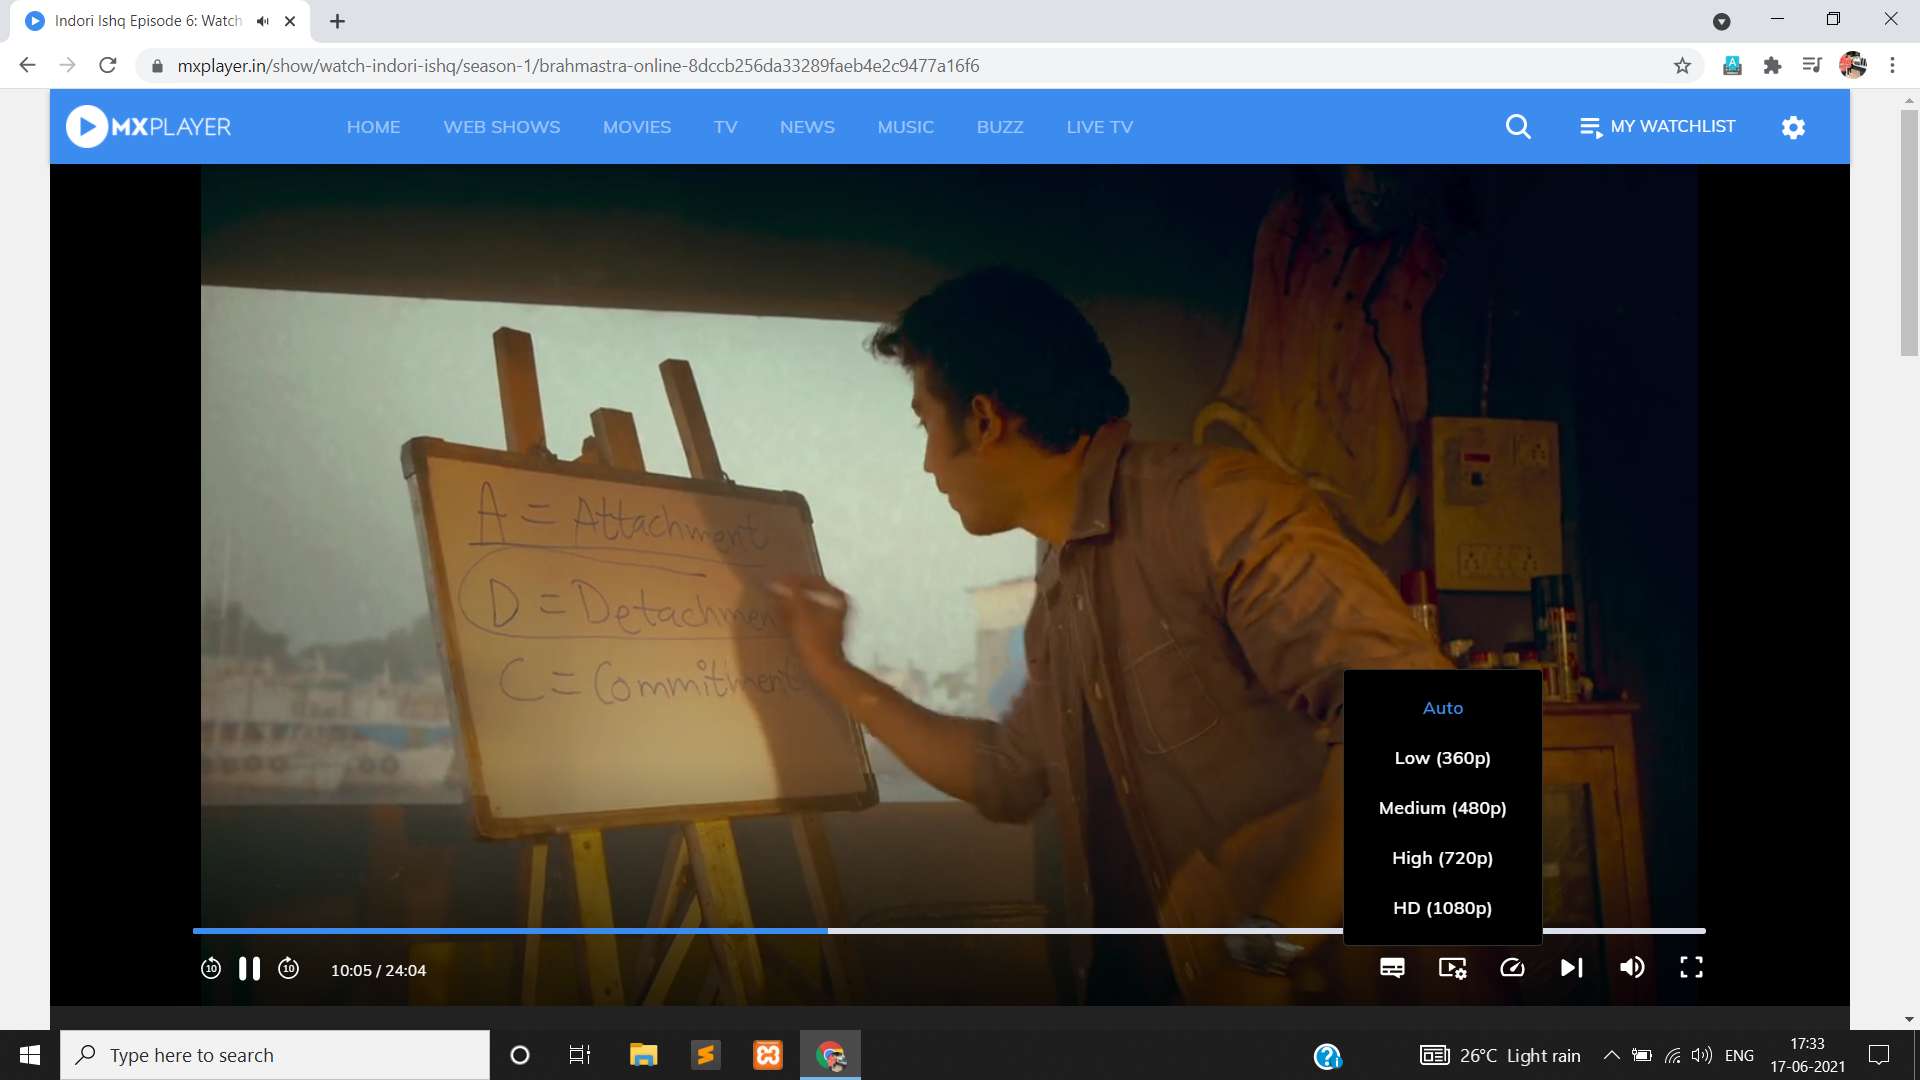 Indori Ishq Episode 6: Watch
mxplayer.in/show/watch-indori-ishq/season-1/brahmastra-online-8dccb256da33289faeb4e2c9477a16f6
MXPLAYER
HOME
WEB SHOWS
MOVIES
TV
NEWS
MUSIC
BUZZ
LIVE TV
MY WATCHLIST
A = Attachment
D = Detachmen
C = Commitment
Auto
Low (360p)
Medium (480p)
High (720p)
HD (1080p)
10
10
10:05 / 24:04
Type here to search
26°C Light rain
ENG
17:33
17-06-2021